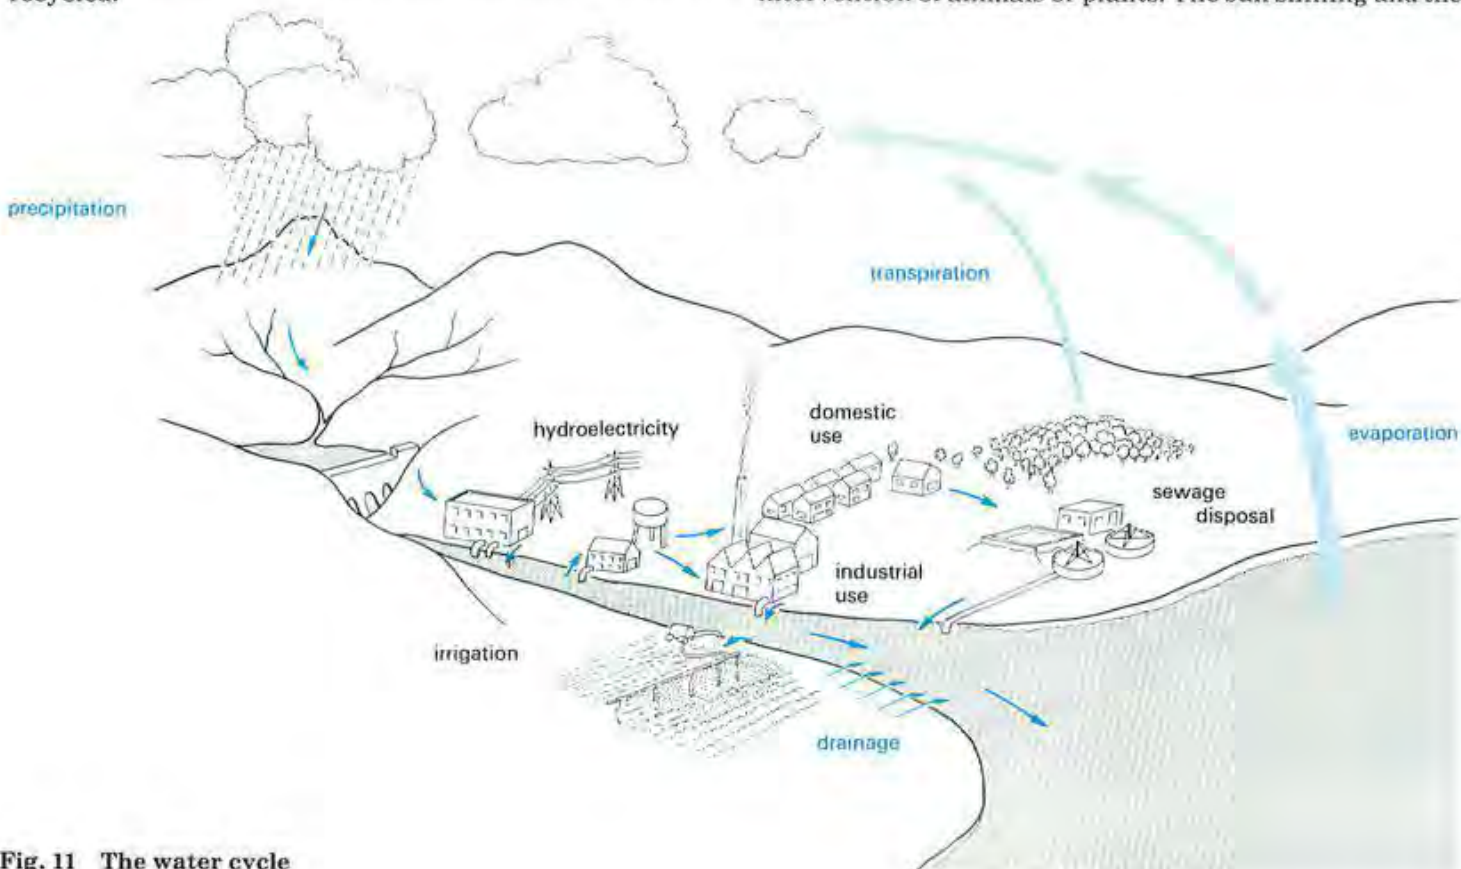 precipitation
transpiration
evaporation
hydroelectricity
domestic
use
sewage
disposal
industrial
use
irrigation
drainage
Fig. 11 The water cycle